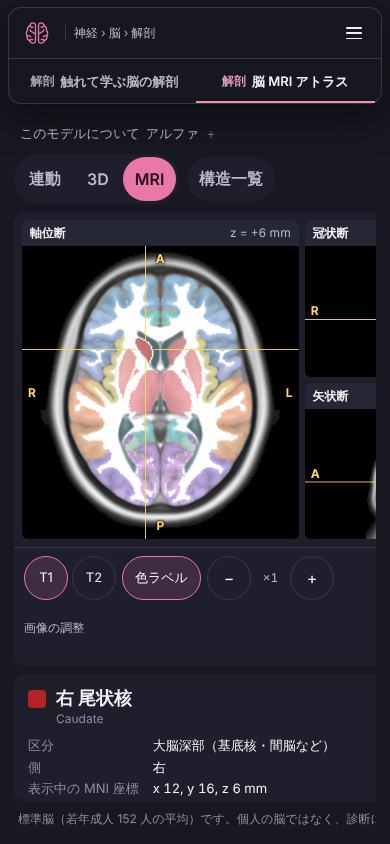 神経 › 脳 › 解剖
解剖 触れて学ぶ脳の解剖
解剖 脳 MRI アトラス
このモデルについて アルファ +
連動 3D MRI 構造一覧
軸位断 z = +6 mm
A
R L
P
冠状断
R
矢状断
A
T1 T2 色ラベル − ×1 +
画像の調整
右 尾状核
Caudate
区分 大脳深部（基底核・間脳など）
側 右
表示中の MNI 座標 x 12, y 16, z 6 mm
標準脳（若年成人 152 人の平均）です。個人の脳ではなく、診断に